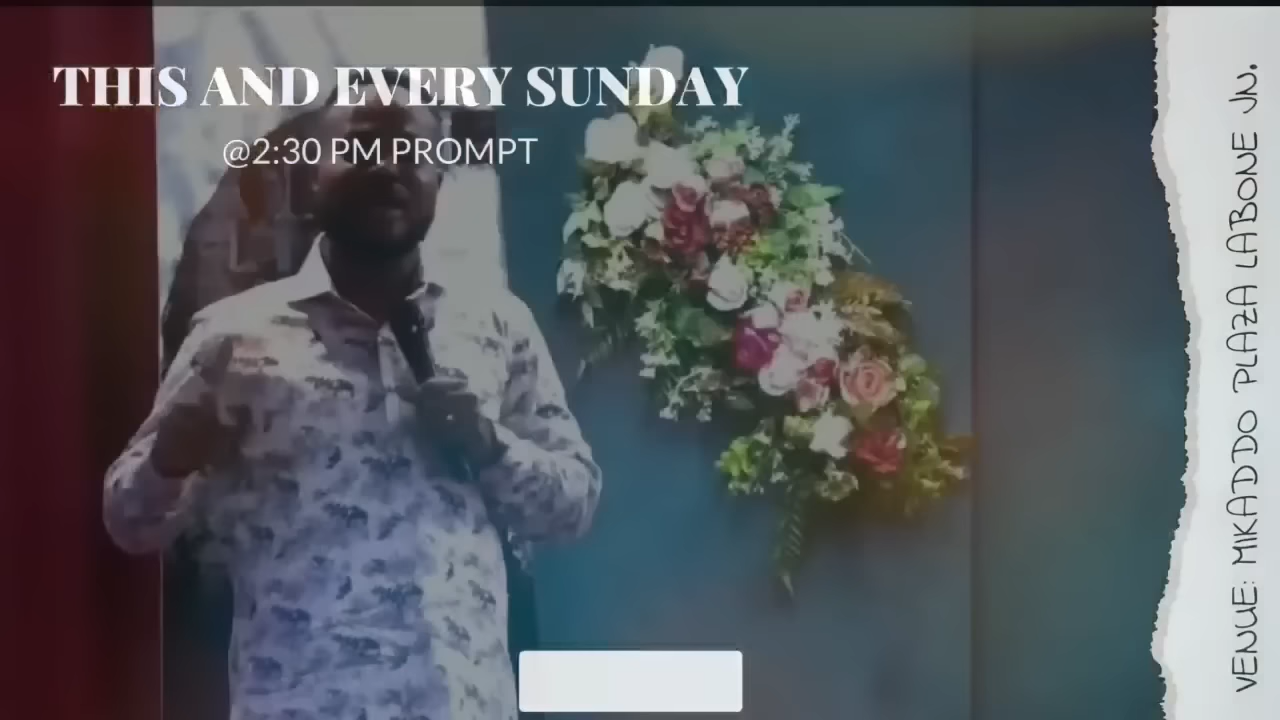 THIS AND EVERY SUNDAY
@2:30 PM PROMPT
VENUE: MIKADDO PLAZA LABONE JN.